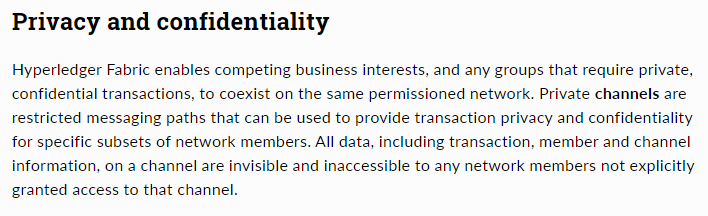 Privacy and confidentiality
Hyperledger Fabric enables competing business interests, and any groups that require private,
confidential transactions, to coexist on the same permissioned network. Private channels are
restricted messaging paths that can be used to provide transaction privacy and confidentiality
for specific subsets of network members. All data, including transaction, member and channel
information, on a channel are invisible and inaccessible to any network members not explicitly
granted access to that channel.